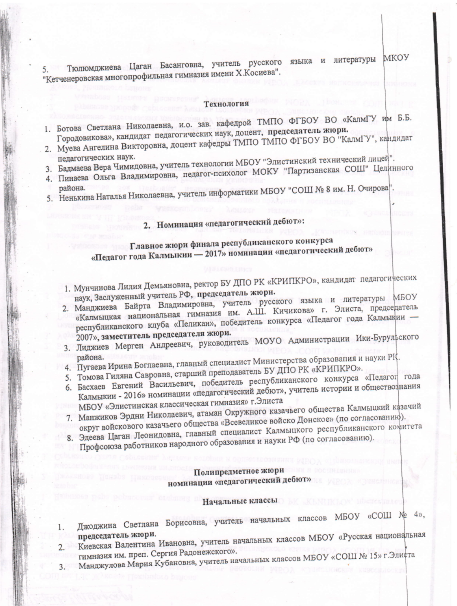 5. Тюлюмджиева Цаган Басанговна, учитель русского языка и литературы МКОУ
"Кетченеровская многопрофильная гимназия имени Х.Косиева".
Технология
1. Ботова Светлана Николаевна, и.о. зав. кафедрой ТМПО ФГБОУ ВО «КалмГУ им Б.Б.
Городовикова», кандидат педагогических наук, доцент, председатель жюри.
2. Муева Ангелина Викторовна, доцент кафедры ТМПО ТМПО ФГБОУ ВО "КалмГУ", кандидат
педагогических наук.
3. Бадмаева Вера Чимидовна, учитель технологии МБОУ "Элистинский технический лицей".
4. Пинаева Ольга Владимировна, педагог-психолог МОКУ "Партизанская СОШ" Целинного
района.
5. Ненькина Наталья Николаевна, учитель информатики МБОУ "СОШ № 8 им. Н. Очирова".
2. Номинация «педагогический дебют»:
Главное жюри финала республиканского конкурса
«Педагог года Калмыкии — 2017» номинации «педагогический дебют»
1. Мунчинова Лилия Демьяновна, ректор БУ ДПО РК «КРИПКРО», кандидат педагогических
наук, Заслуженный учитель РФ, председатель жюри.
2. Манджиева Байрта Владимировна, учитель русского языка и литературы МБОУ
«Калмыцкая национальная гимназия им. А.Ш. Кичикова» г. Элиста, председатель
республиканского клуба «Пеликан», победитель конкурса «Педагог года Калмыкии —
2007», заместитель председателя жюри.
3. Лиджиев Мерген Андреевич, руководитель МОУО Администрации Ики-Бурульского
района.
4. Пугаева Ирина Богпаевна, главный специалист Министерства образования и науки РК.
5. Томова Гиляна Савровна, старший преподаватель БУ ДПО РК «КРИПКРО».
6. Басхаев Евгений Васильевич, победитель республиканского конкурса «Педагог года
Калмыкии - 2016» номинации «педагогический дебют», учитель истории и обществознания
МБОУ «Элистинская классическая гимназия» г.Элиста
7. Манжиков Эрдни Николаевич, атаман Окружного казачьего общества Калмыцкий казачий
округ войскового казачьего общества «Всевеликое войско Донское» (по согласованию).
8. Эдеева Цаган Леонидовна, главный специалист Калмыцкого республиканского комитета
Профсоюза работников народного образования и науки РФ (по согласованию).
Полипредметное жюри
номинации «педагогический дебют»
Начальные классы
1. Джоджина Светлана Борисовна, учитель начальных классов МБОУ «СОШ № 4»,
председатель жюри.
2. Киевская Валентина Ивановна, учитель начальных классов МБОУ «Русская национальная
гимназия им. преп. Сергия Радонежского».
3. Манджулова Мария Кубановна, учитель начальных классов МБОУ «СОШ № 15» г.Элиста